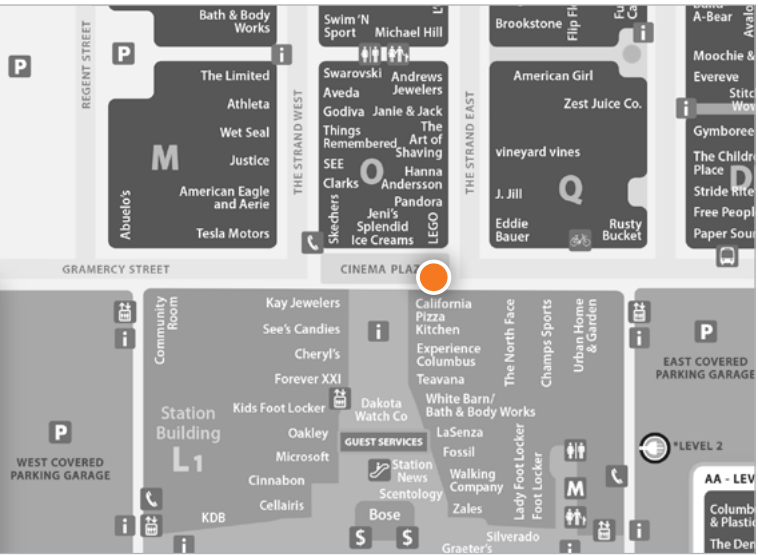 Bath & Body
Works
Swim 'N
Sport
Michael Hill
Brookstone
A-Bear
REGENT STREET
P
P
i
i
The Limited
Athleta
Wet Seal
Justice
American Eagle
and Aerie
Tesla Motors
M
Abuelo's
THE STRAND WEST
Swarovski
Andrews
Jewelers
Aveda
Godiva
Janie & Jack
Things
Remembered
The
Art of
Shaving
SEE
O
Hanna
Andersson
Clarks
Pandora
Skechers
Jeni's
Splendid
Ice Creams
LEGO
THE STRAND EAST
American Girl
Zest Juice Co.
vineyard vines
J. Jill
Q
Eddie
Bauer
Rusty
Bucket
Moochie &
Evereve
i
Gymboree
Place
D
Stride Rite
Free People
GRAMERCY STREET
CINEMA PLAZ
Community
Room
Kay Jewelers
See's Candies
Cheryl's
Forever XXI
Kids Foot Locker
Oakley
Microsoft
Cinnabon
Cellairis
KDB
Station
Building
L1
i
Dakota
Watch Co
GUEST SERVICES
Station
News
Scentology
Bose
$ $
California
Pizza
Kitchen
Experience
Columbus
Teavana
White Barn/
Bath & Body Works
LaSenza
Fossil
Walking
Company
Zales
The North Face
Champs Sports
Urban Home
& Garden
Lady Foot Locker
Foot Locker
M
Silverado
Graeter's
i
i
i
i
P
WEST COVERED
PARKING GARAGE
i
P
EAST COVERED
PARKING GARAGE
*LEVEL 2
i
AA - LEV
Columb
& Plastic
The Der